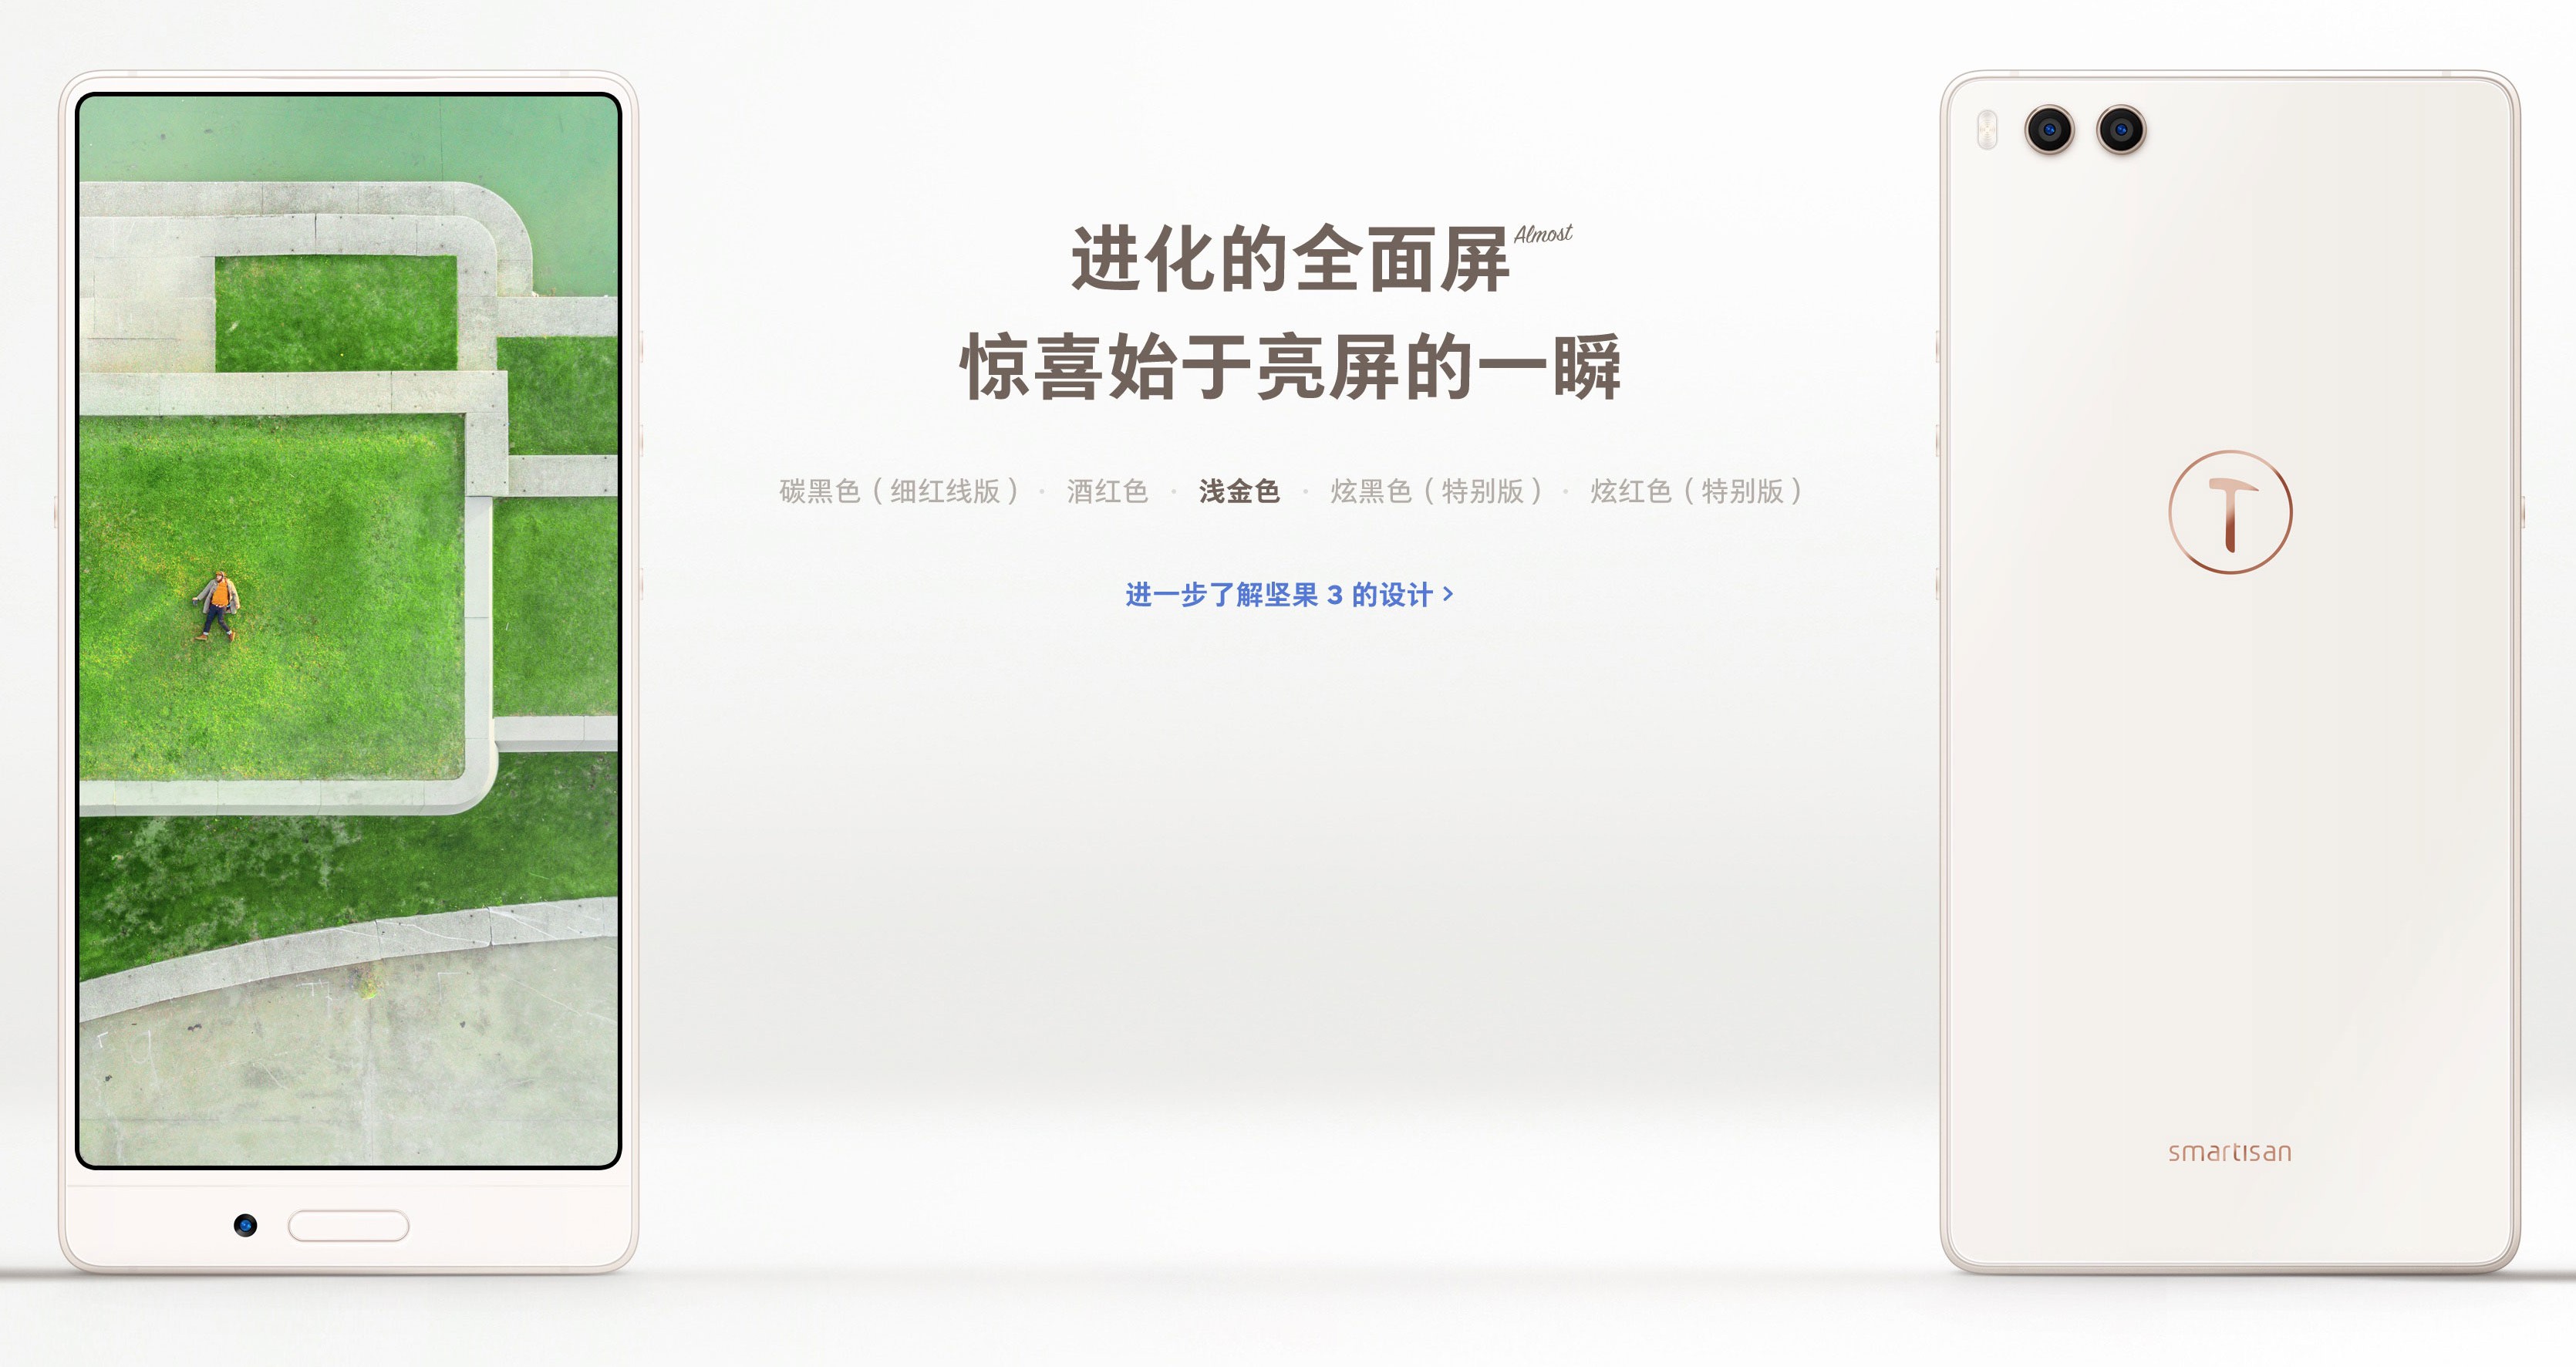 进化的全面屏 Almost
惊喜始于亮屏的一瞬
碳黑色（细红线版） · 酒红色 · 浅金色 · 炫黑色（特别版） · 炫红色（特别版）
进一步了解坚果 3 的设计 >
T
smartisan